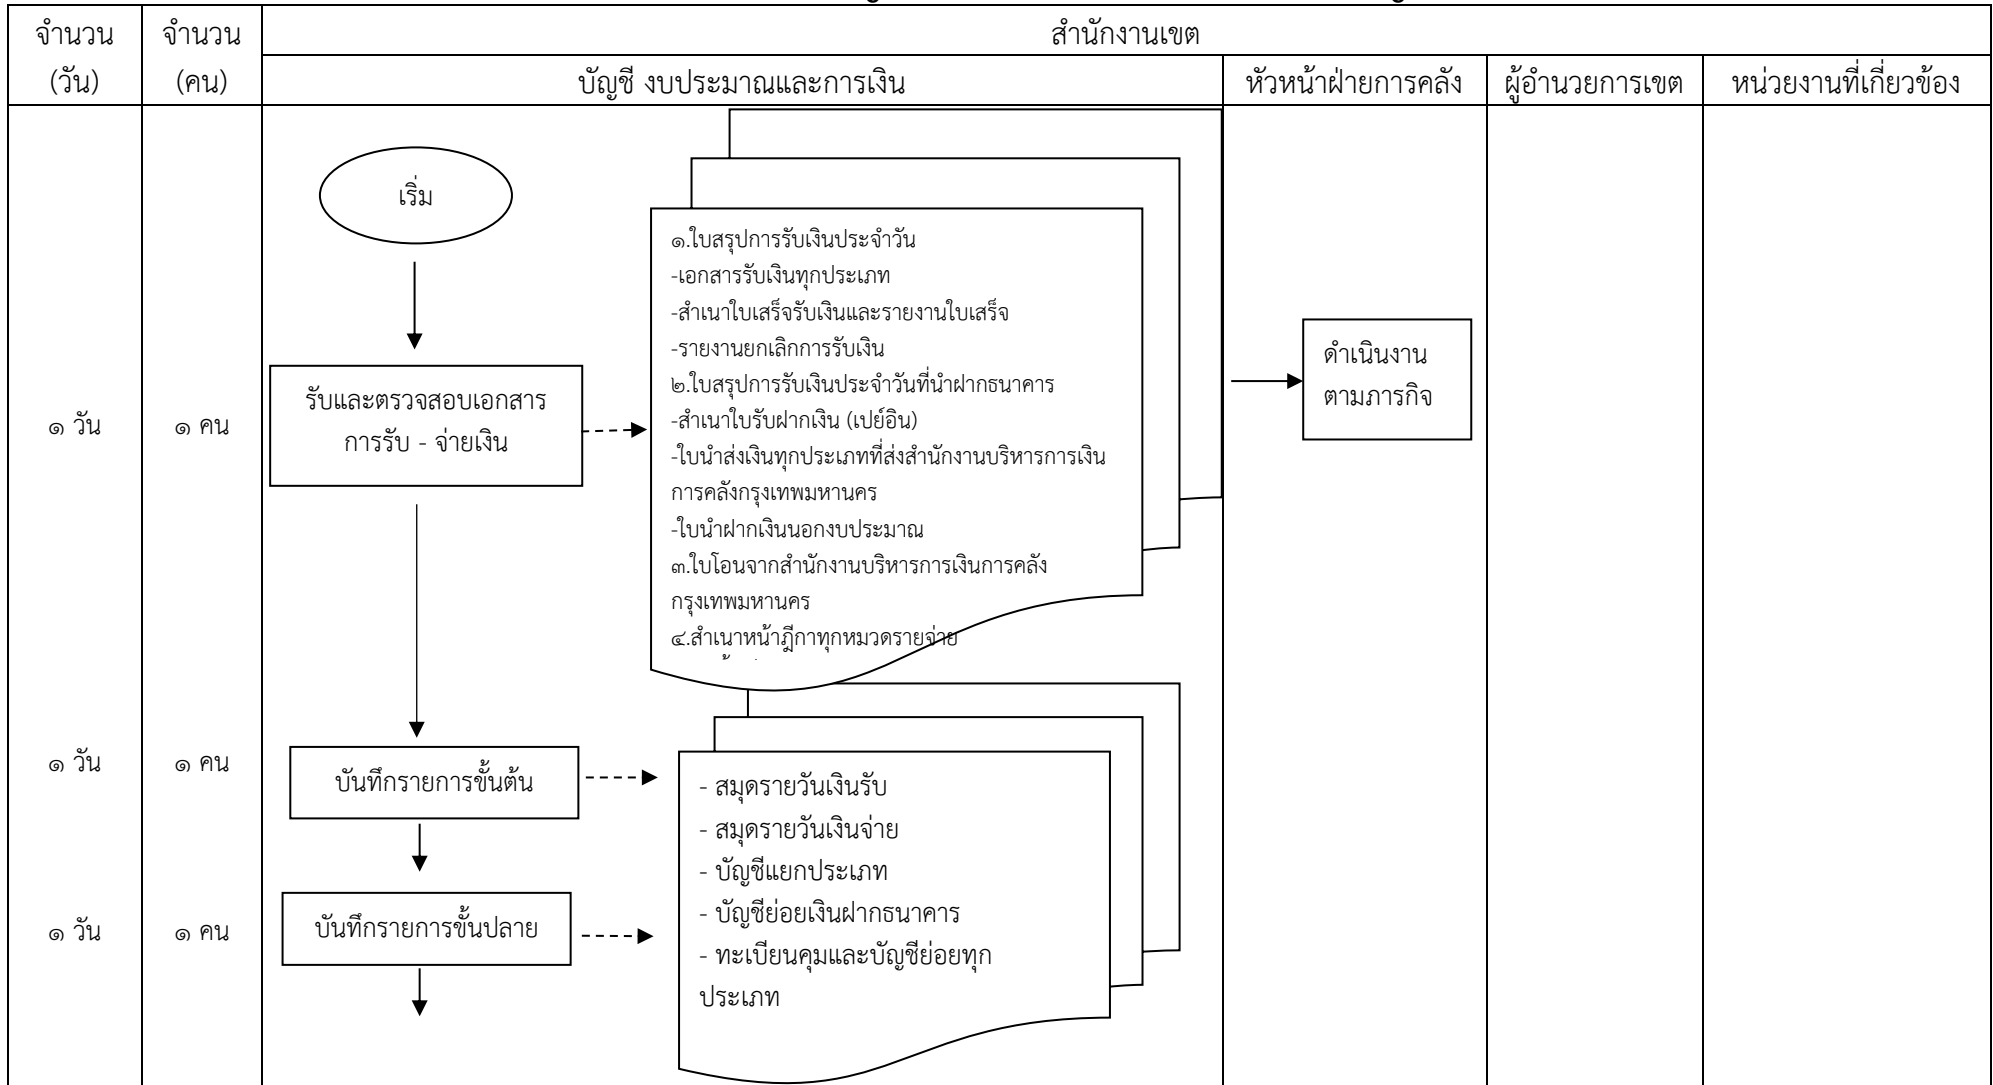 จำนวน
(วัน)
จำนวน
(คน)
สำนักงานเขต
บัญชี งบประมาณและการเงิน
หัวหน้าฝ่ายการคลัง
ผู้อำนวยการเขต
หน่วยงานที่เกี่ยวข้อง
เริ่ม
๑.ใบสรุปการรับเงินประจำวัน
-เอกสารรับเงินทุกประเภท
-สำเนาใบเสร็จรับเงินและรายงานใบเสร็จ
-รายงานยกเลิกการรับเงิน
๒.ใบสรุปการรับเงินประจำวันที่นำฝากธนาคาร
-สำเนาใบรับฝากเงิน (เปย์อิน)
-ใบนำส่งเงินทุกประเภทที่ส่งสำนักงานบริหารการเงิน
การคลังกรุงเทพมหานคร
-ใบนำฝากเงินนอกงบประมาณ
๓.ใบโอนจากสำนักงานบริหารการเงินการคลัง
กรุงเทพมหานคร
๔.สำเนาหน้าฎีกาทุกหมวดรายจ่าย
ดำเนินงาน
ตามภารกิจ
๑ วัน
๑ คน
รับและตรวจสอบเอกสาร
การรับ - จ่ายเงิน
๑ วัน
๑ คน
บันทึกรายการขั้นต้น
- สมุดรายวันเงินรับ
- สมุดรายวันเงินจ่าย
- บัญชีแยกประเภท
- บัญชีย่อยเงินฝากธนาคาร
- ทะเบียนคุมและบัญชีย่อยทุก
ประเภท
๑ วัน
๑ คน
บันทึกรายการขั้นปลาย